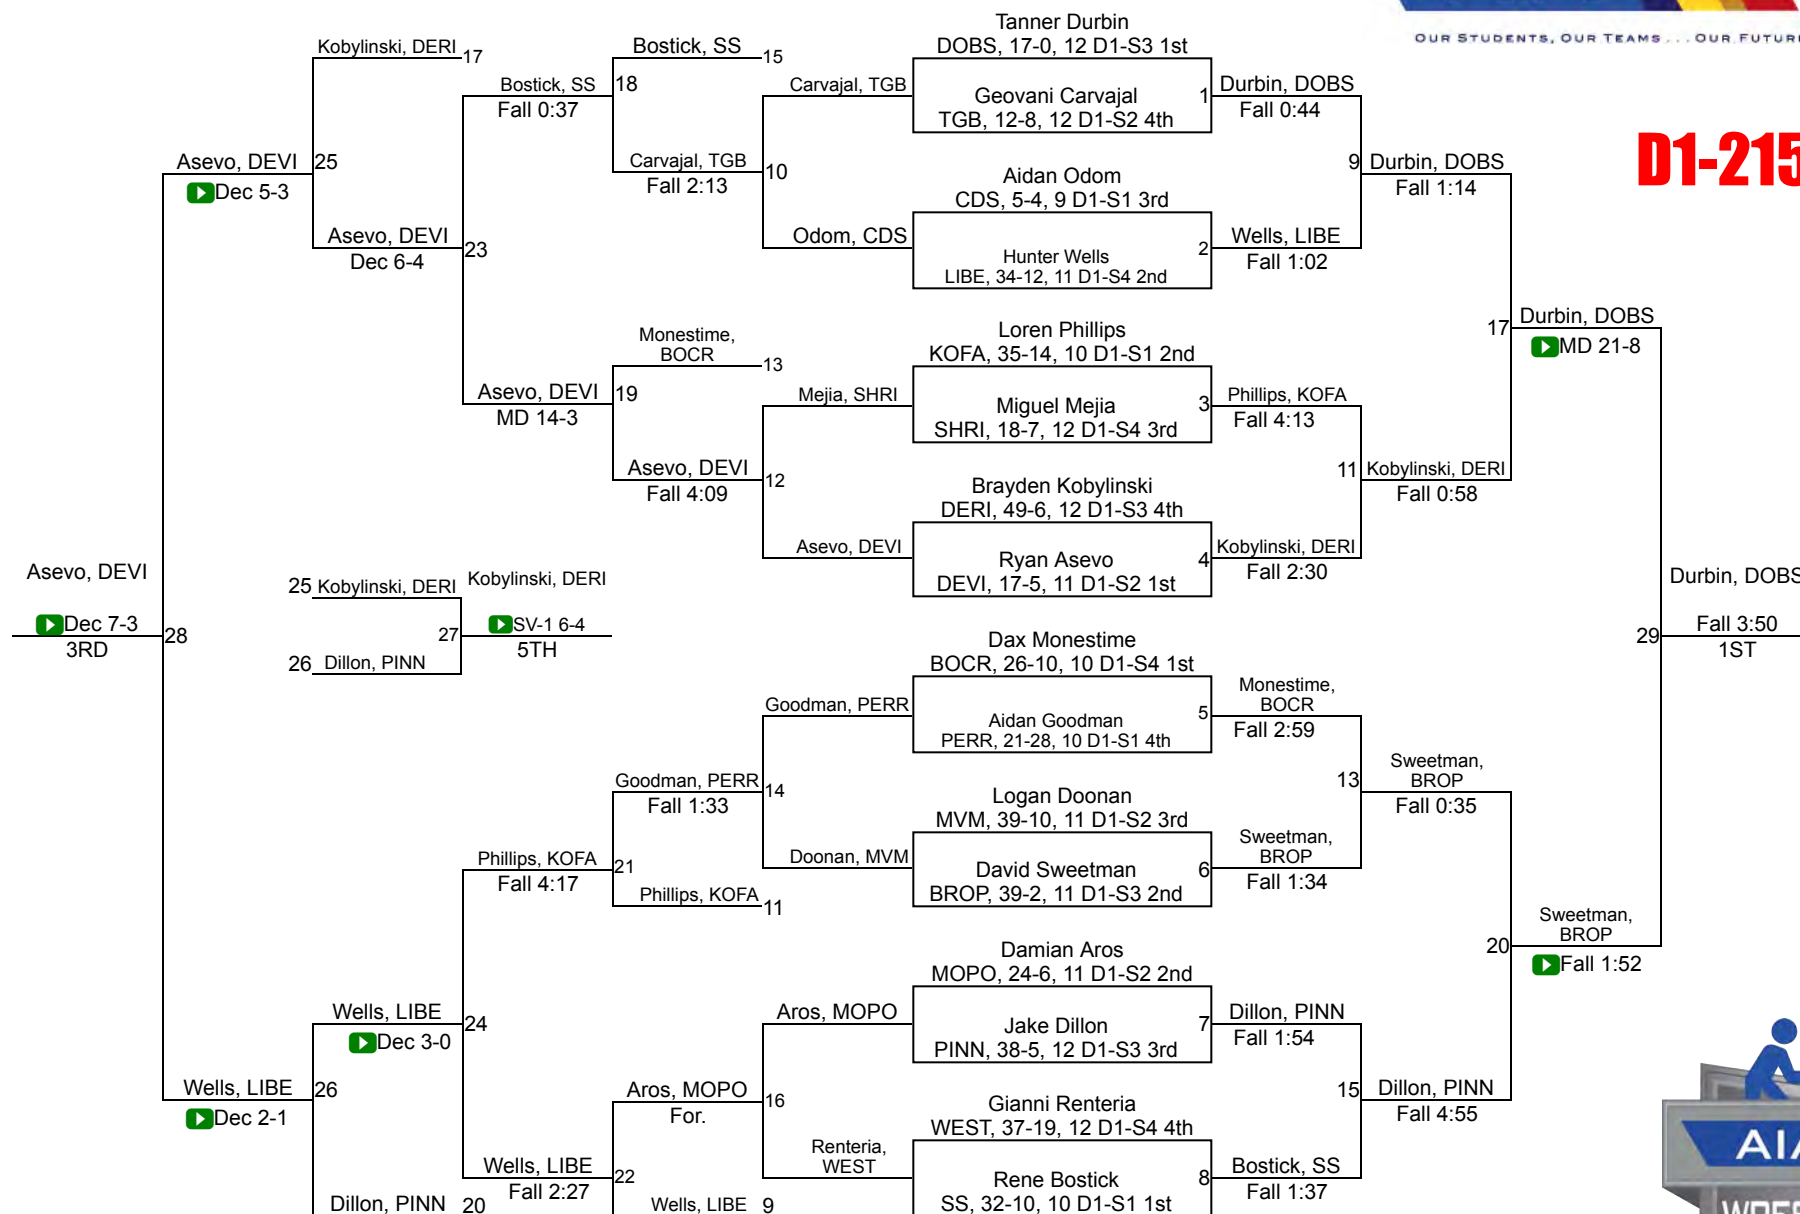 OUR STUDENTS, OUR TEAMS . . . OUR FUTUR
D1-215
Kobylinski, DERI
17
Bostick, SS
Fall 0:37
18
Bostick, SS
15
Carvajal, TGB
Fall 2:13
10
Carvajal, TGB
Odom, CDS
Asevo, DEVI
Dec 5-3
25
Asevo, DEVI
Dec 6-4
23
Monestime,
BOCR
13
Asevo, DEVI
MD 14-3
19
Asevo, DEVI
Fall 4:09
12
Mejia, SHRI
Asevo, DEVI
Tanner Durbin
DOBS, 17-0, 12 D1-S3 1st
Geovani Carvajal
TGB, 12-8, 12 D1-S2 4th
1
Durbin, DOBS
Fall 0:44
Aidan Odom
CDS, 5-4, 9 D1-S1 3rd
Hunter Wells
LIBE, 34-12, 11 D1-S4 2nd
2
Wells, LIBE
Fall 1:02
9
Durbin, DOBS
Fall 1:14
Loren Phillips
KOFA, 35-14, 10 D1-S1 2nd
Miguel Mejia
SHRI, 18-7, 12 D1-S4 3rd
3
Phillips, KOFA
Fall 4:13
Brayden Kobylinski
DERI, 49-6, 12 D1-S3 4th
Ryan Asevo
DEVI, 17-5, 11 D1-S2 1st
4
Kobylinski, DERI
Fall 2:30
11
Kobylinski, DERI
Fall 0:58
17
Durbin, DOBS
MD 21-8
Asevo, DEVI
Dec 7-3
3RD
28
25
Kobylinski, DERI
26
Dillon, PINN
27
Kobylinski, DERI
SV-1 6-4
5TH
Durbin, DOBS
29
Fall 3:50
1ST
Dax Monestime
BOCR, 26-10, 10 D1-S4 1st
Aidan Goodman
PERR, 21-28, 10 D1-S1 4th
5
Monestime,
BOCR
Fall 2:59
Logan Doonan
MVM, 39-10, 11 D1-S2 3rd
David Sweetman
BROP, 39-2, 11 D1-S3 2nd
6
Sweetman,
BROP
Fall 1:34
13
Sweetman,
BROP
Fall 0:35
Goodman, PERR
Doonan, MVM
Goodman, PERR
Fall 1:33
14
Phillips, KOFA
Fall 4:17
21
Phillips, KOFA
11
Damian Aros
MOPO, 24-6, 11 D1-S2 2nd
Jake Dillon
PINN, 38-5, 12 D1-S3 3rd
7
Dillon, PINN
Fall 1:54
Gianni Renteria
WEST, 37-19, 12 D1-S4 4th
Rene Bostick
SS, 32-10, 10 D1-S1 1st
8
Bostick, SS
Fall 1:37
15
Dillon, PINN
Fall 4:55
20
Sweetman,
BROP
Fall 1:52
Wells, LIBE
Dec 3-0
24
Wells, LIBE
Dec 2-1
26
Aros, MOPO
Renteria,
WEST
Aros, MOPO
For.
16
Wells, LIBE
Fall 2:27
22
Dillon, PINN
20
Wells, LIBE
9
AIA